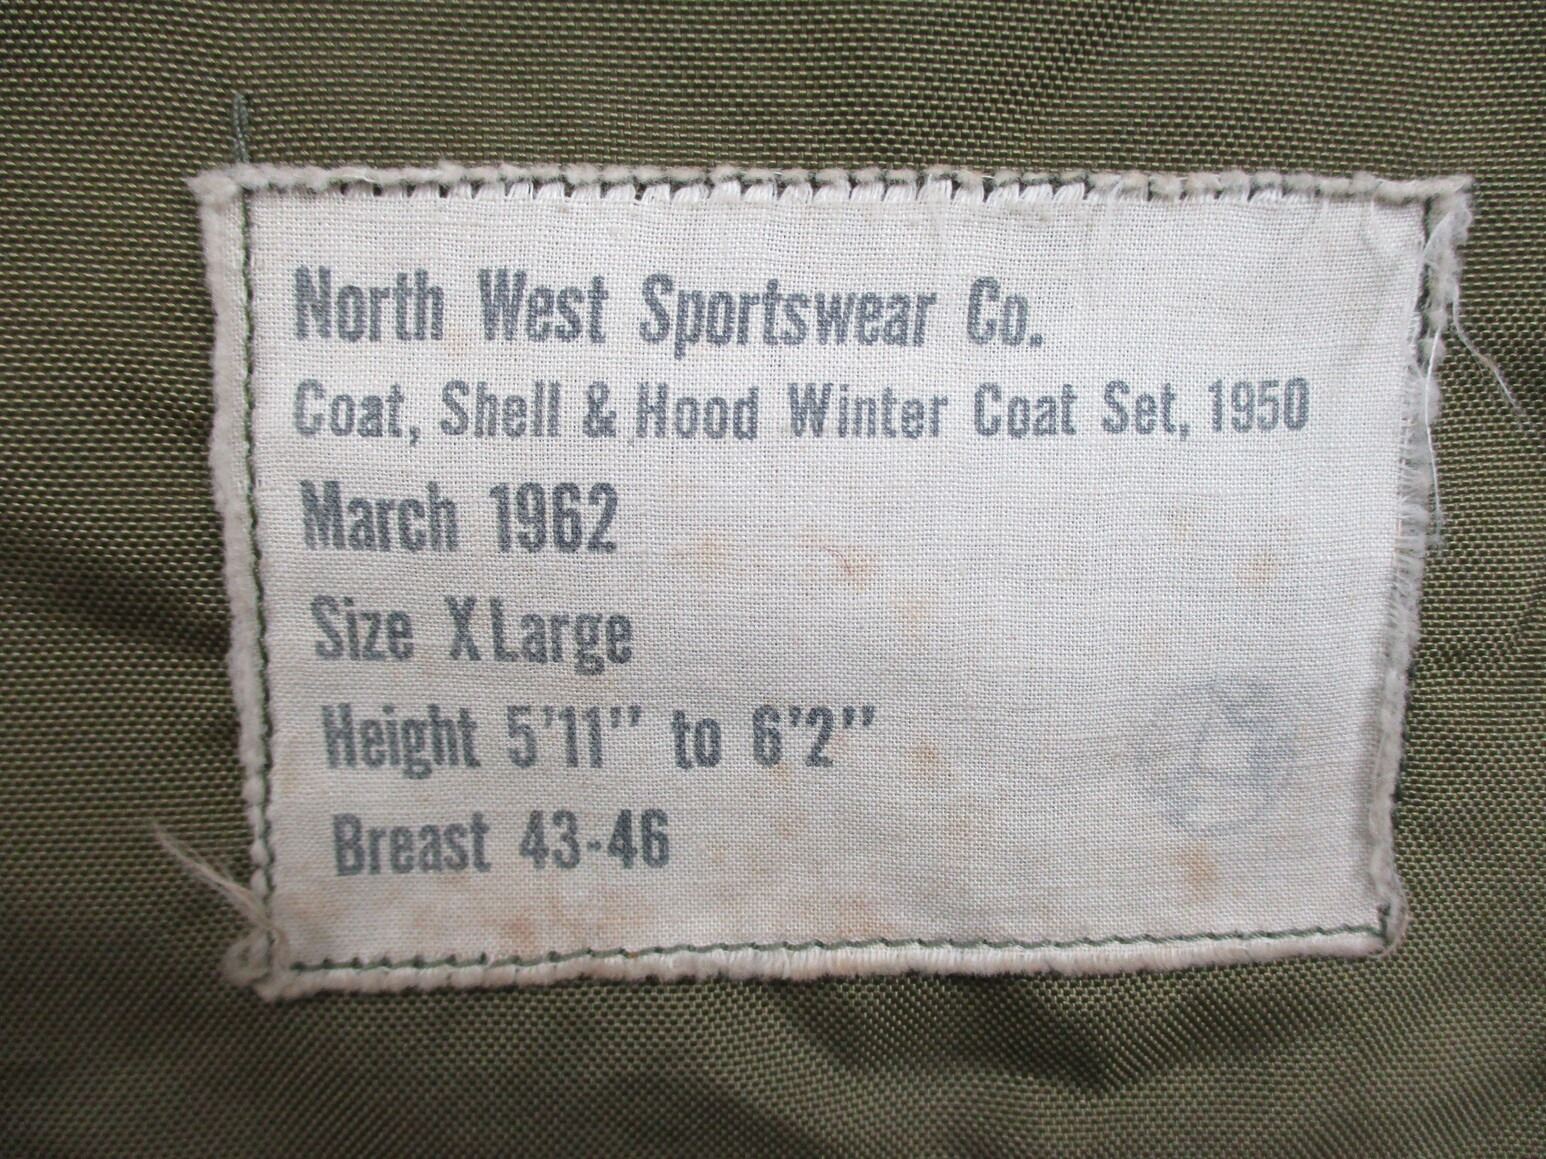 North West Sportswear Co.
Coat, Shell & Hood Winter Coat Set, 1950
March 1962
Size XLarge
Height 5'11" to 6'2"
Breast 43-46